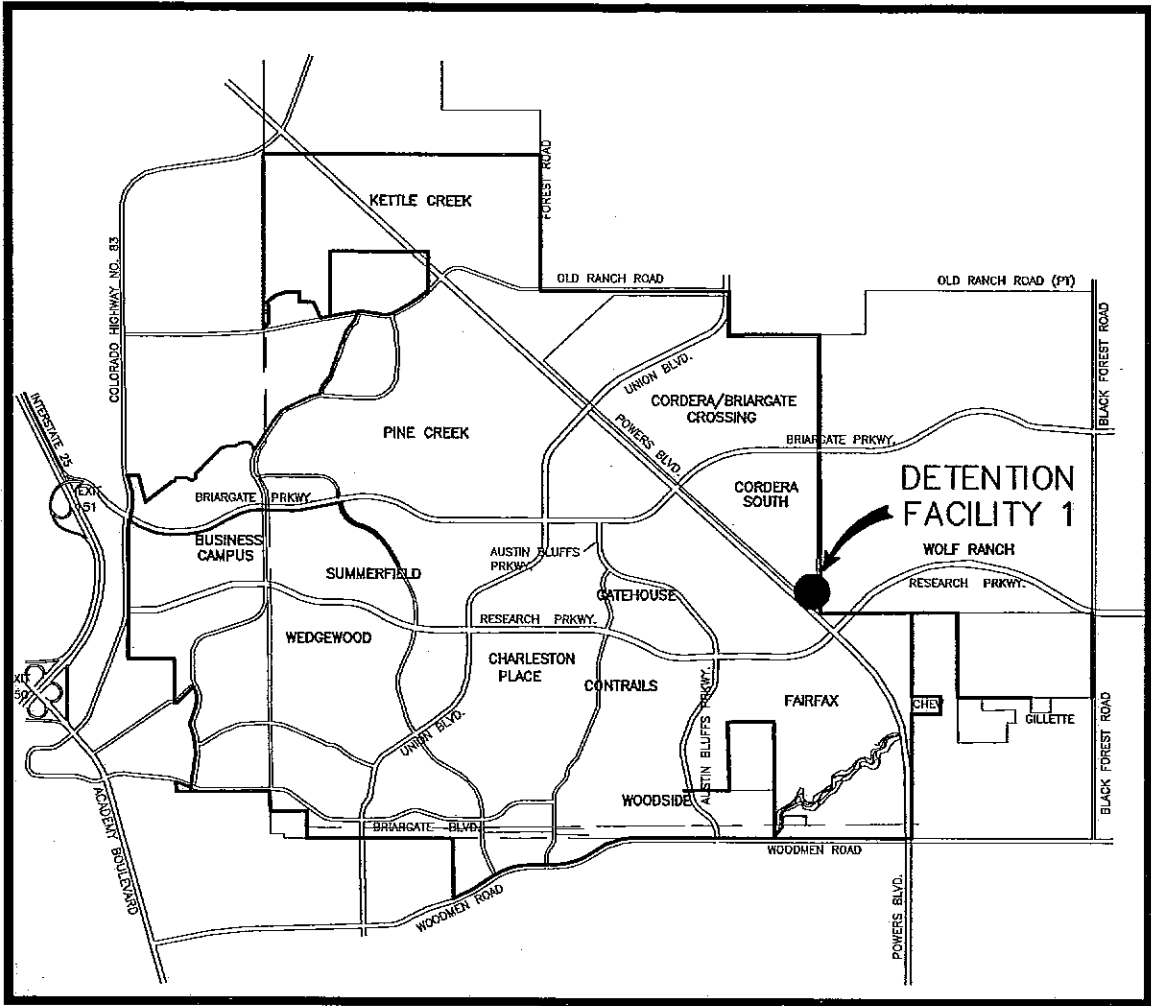 KETTLE CREEK
FOREST ROAD
COLORADO HIGHWAY NO. 83
OLD RANCH ROAD
OLD RANCH ROAD (PT)
BLACK FOREST ROAD
INTERSTATE 25
UNION BLVD.
CORDERA/BRIARGATE
CROSSING
POWERS BLVD.
PINE CREEK
BRIARGATE PRKWY.
DETENTION
FACILITY 1
CORDERA
SOUTH
EXIT
151
BRIARGATE PRKWY.
BUSINESS
CAMPUS
AUSTIN BLUFFS
PRKWY.
WOLF RANCH
RESEARCH PRKWY.
SUMMERFIELD
GATEHOUSE
RESEARCH PRKWY.
WEDGEWOOD
CHARLESTON
PLACE
CONTRAILS
FAIRFAX
CHEV
GILLETTE
UNION BLVD.
AUSTIN BLUFFS PRKWY.
BLACK FOREST ROAD
WOODSIDE
ACADEMY BOULEVARD
BRIARGATE BLVD.
WOODMEN ROAD
WOODMEN ROAD
POWERS BLVD.